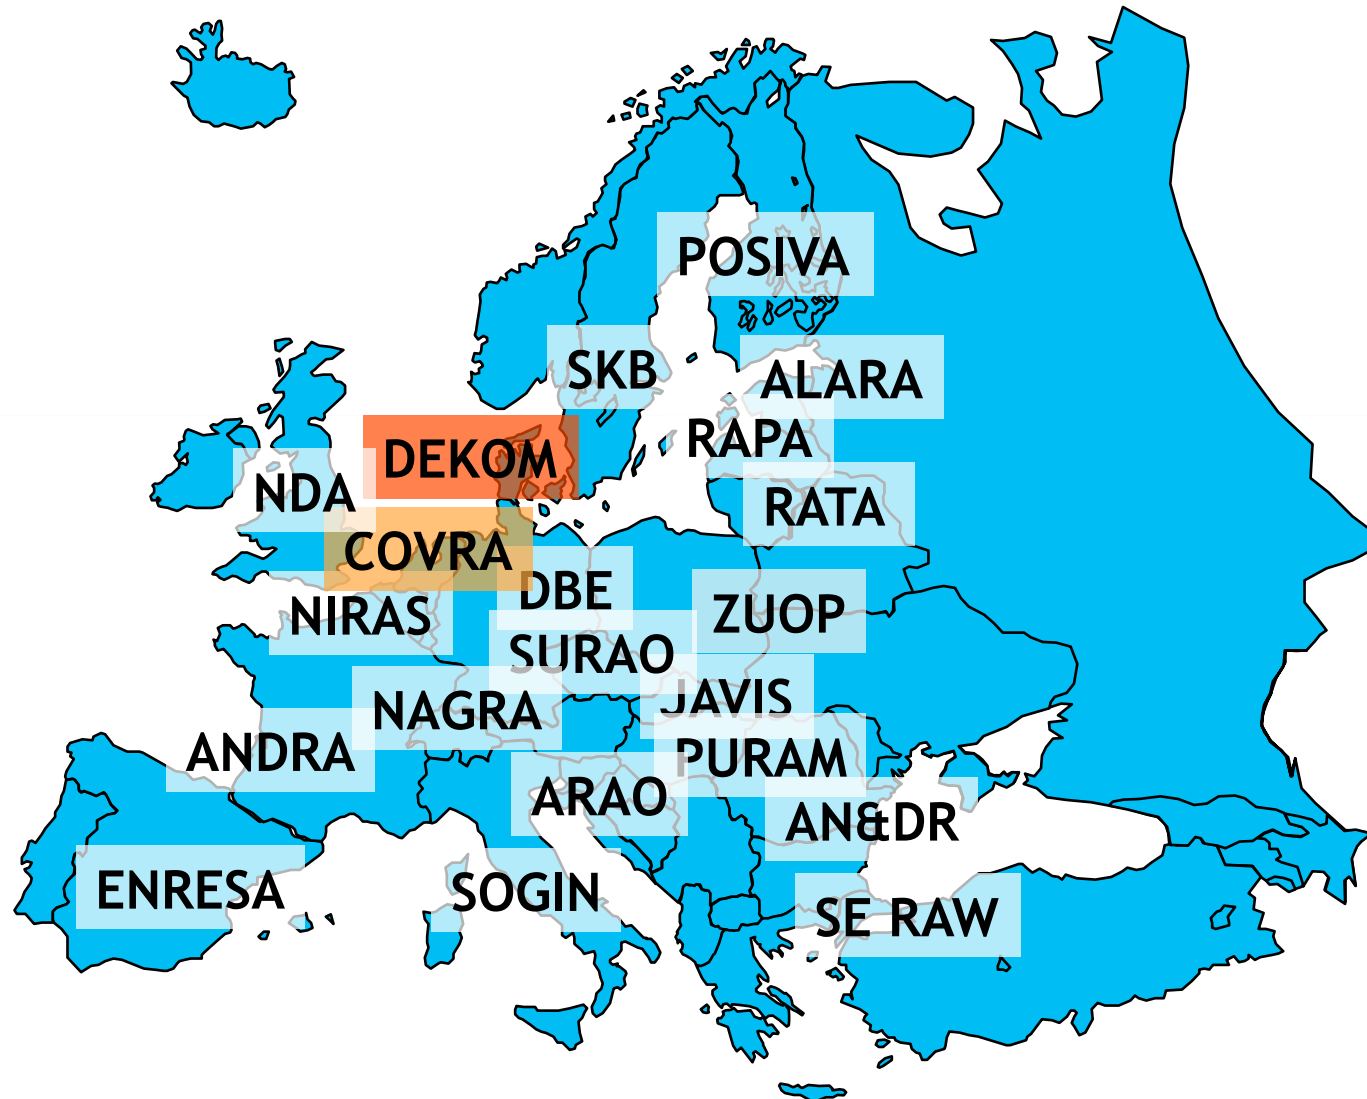 POSIVA
SKB
ALARA
RAPA
DEKOM
NDA
RATA
COVRA
DBE
NIRAS
ZUOP
SURAO
JAVIS
NAGRA
ANDRA
PURAM
ARAO
AN&DR
ENRESA
SOGIN
SE RAW